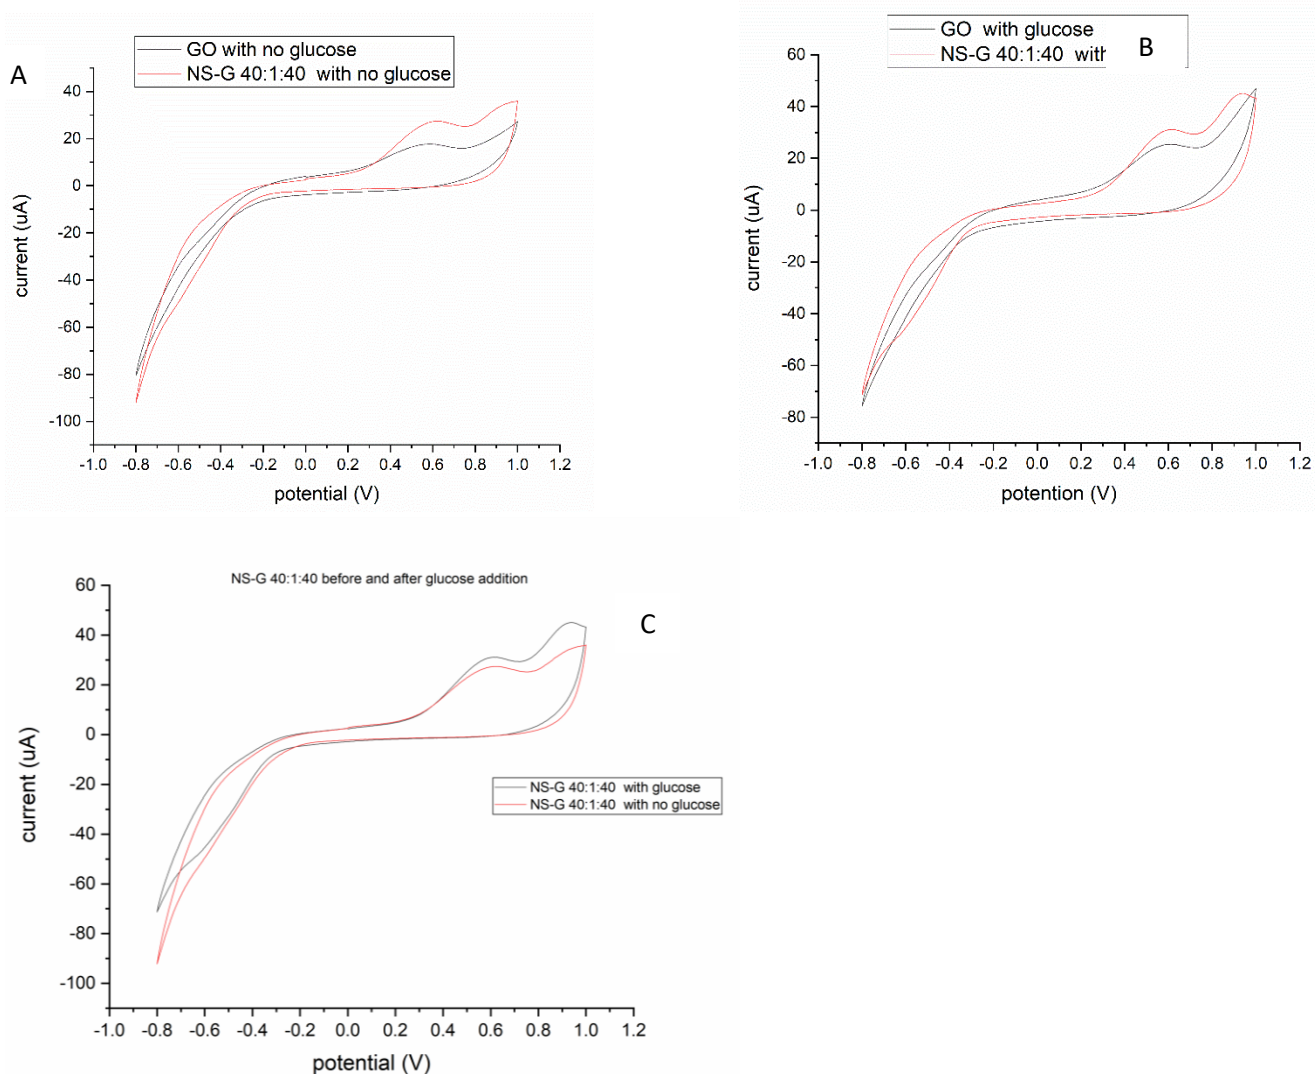 A
GO with no glucose
NS-G 40:1:40 with no glucose
40
20
0
-20
-40
-60
-80
-100
current (uA)
-1.0 -0.8 -0.6 -0.4 -0.2 0.0 0.2 0.4 0.6 0.8 1.0 1.2
potential (V)
B
GO with glucose
NS-G 40:1:40 with
60
40
20
0
-20
-40
-60
-80
current (uA)
-1.0 -0.8 -0.6 -0.4 -0.2 0.0 0.2 0.4 0.6 0.8 1.0 1.2
potention (V)
NS-G 40:1:40 before and after glucose addition
C
60
40
20
0
-20
-40
-60
-80
-100
current (uA)
NS-G 40:1:40 with glucose
NS-G 40:1:40 with no glucose
-1.0 -0.8 -0.6 -0.4 -0.2 0.0 0.2 0.4 0.6 0.8 1.0 1.2
potential (V)